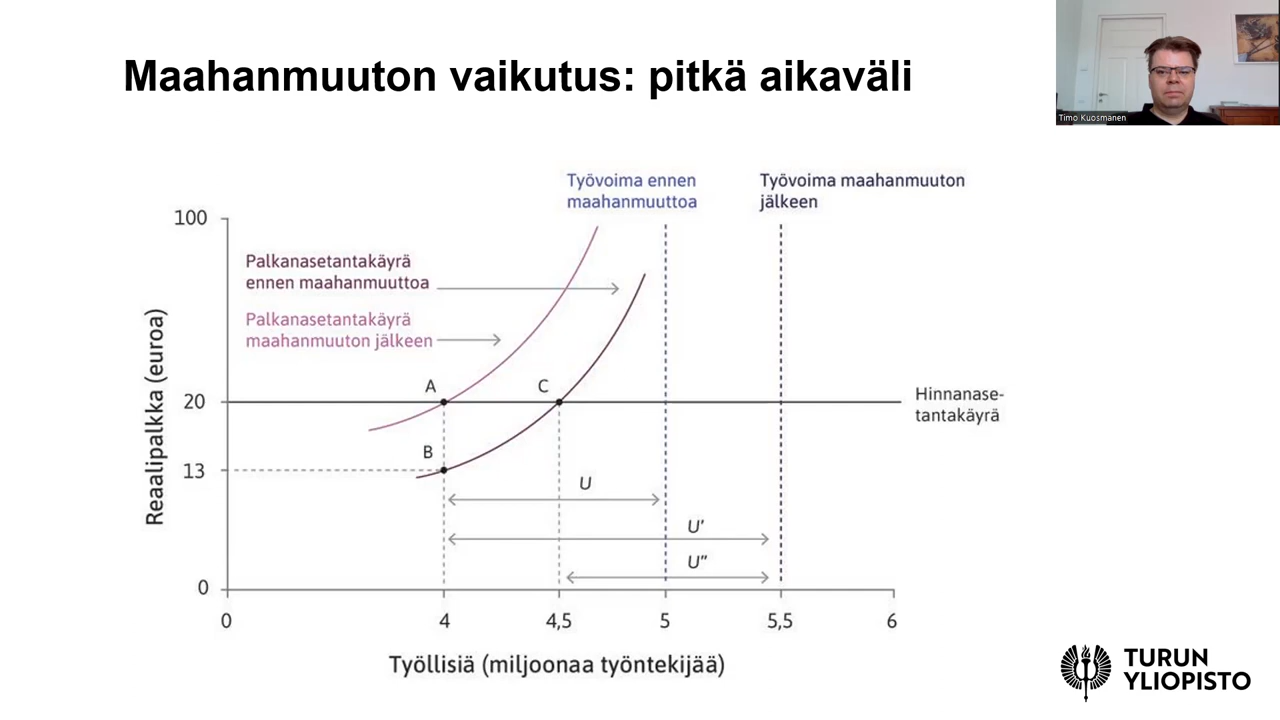 Maahanmuuton vaikutus: pitkä aikaväli
Timo Kuosmanen
Työvoima ennen
maahanmuuttoa
Työvoima maahanmuuton
jälkeen
100
Palkanasetantakäyrä
ennen maahanmuuttoa
Palkanasetantakäyrä
maahanmuuton jälkeen
Reaalipalkka (euroa)
A
C
20
Hinnanase-
tantakäyrä
B
13
U
U'
U"
0
0
4
4,5
5
5,5
6
Työllisiä (miljoonaa työntekijää)
TURUN
YLIOPISTO